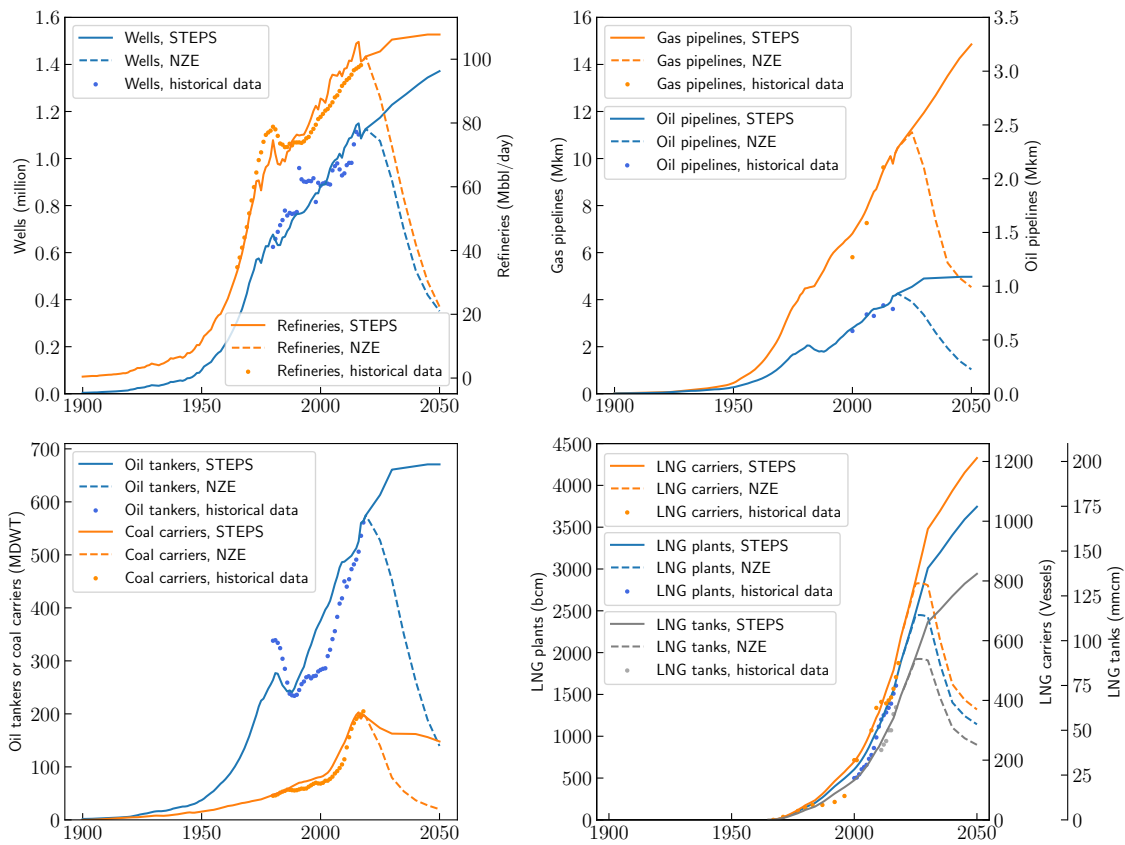 1.6
1.4
1.2
1.0
0.8
0.6
0.4
0.2
0.0
Wells (million)
Wells, STEPS
Wells, NZE
Wells, historical data
Refineries, STEPS
Refineries, NZE
Refineries, historical data
100
80
60
40
20
0
Refineries (Mbbl/day)
1900
1950
2000
2050
16
14
12
10
8
6
4
2
0
Gas pipelines (Mkm)
Gas pipelines, STEPS
Gas pipelines, NZE
Gas pipelines, historical data
Oil pipelines, STEPS
Oil pipelines, NZE
Oil pipelines, historical data
3.5
3.0
2.5
2.0
1.5
1.0
0.5
0.0
Oil pipelines (Mkm)
1900
1950
2000
2050
700
600
500
400
300
200
100
0
Oil tankers or coal carriers (MDWT)
Oil tankers, STEPS
Oil tankers, NZE
Oil tankers, historical data
Coal carriers, STEPS
Coal carriers, NZE
Coal carriers, historical data
1900
1950
2000
2050
4500
4000
3500
3000
2500
2000
1500
1000
500
0
LNG plants (bcm)
LNG carriers, STEPS
LNG carriers, NZE
LNG carriers, historical data
LNG plants, STEPS
LNG plants, NZE
LNG plants, historical data
LNG tanks, STEPS
LNG tanks, NZE
LNG tanks, historical data
1200
1000
800
600
400
200
0
LNG carriers (Vessels)
200
175
150
125
100
75
50
25
0
LNG tanks (mmcm)
1900
1950
2000
2050